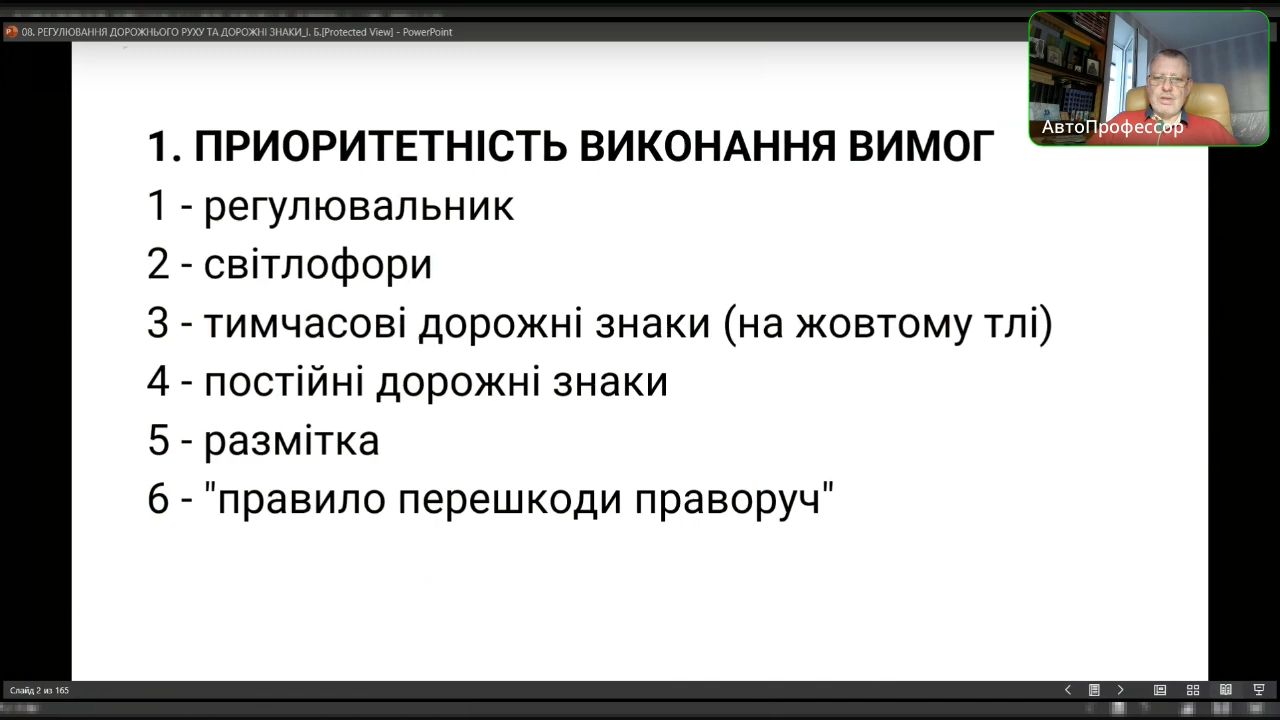 08. РЕГУЛЮВАННЯ ДОРОЖНЬОГО РУХУ ТА ДОРОЖНІ ЗНАКИ_І. Б.[Protected View] - PowerPoint
АвтоПрофессор
1. ПРИОРИТЕТНІСТЬ ВИКОНАННЯ ВИМОГ
1 - регулювальник
2 - світлофори
3 - тимчасові дорожні знаки (на жовтому тлі)
4 - постійні дорожні знаки
5 - размітка
6 - "правило перешкоди праворуч"
Слайд 2 из 165